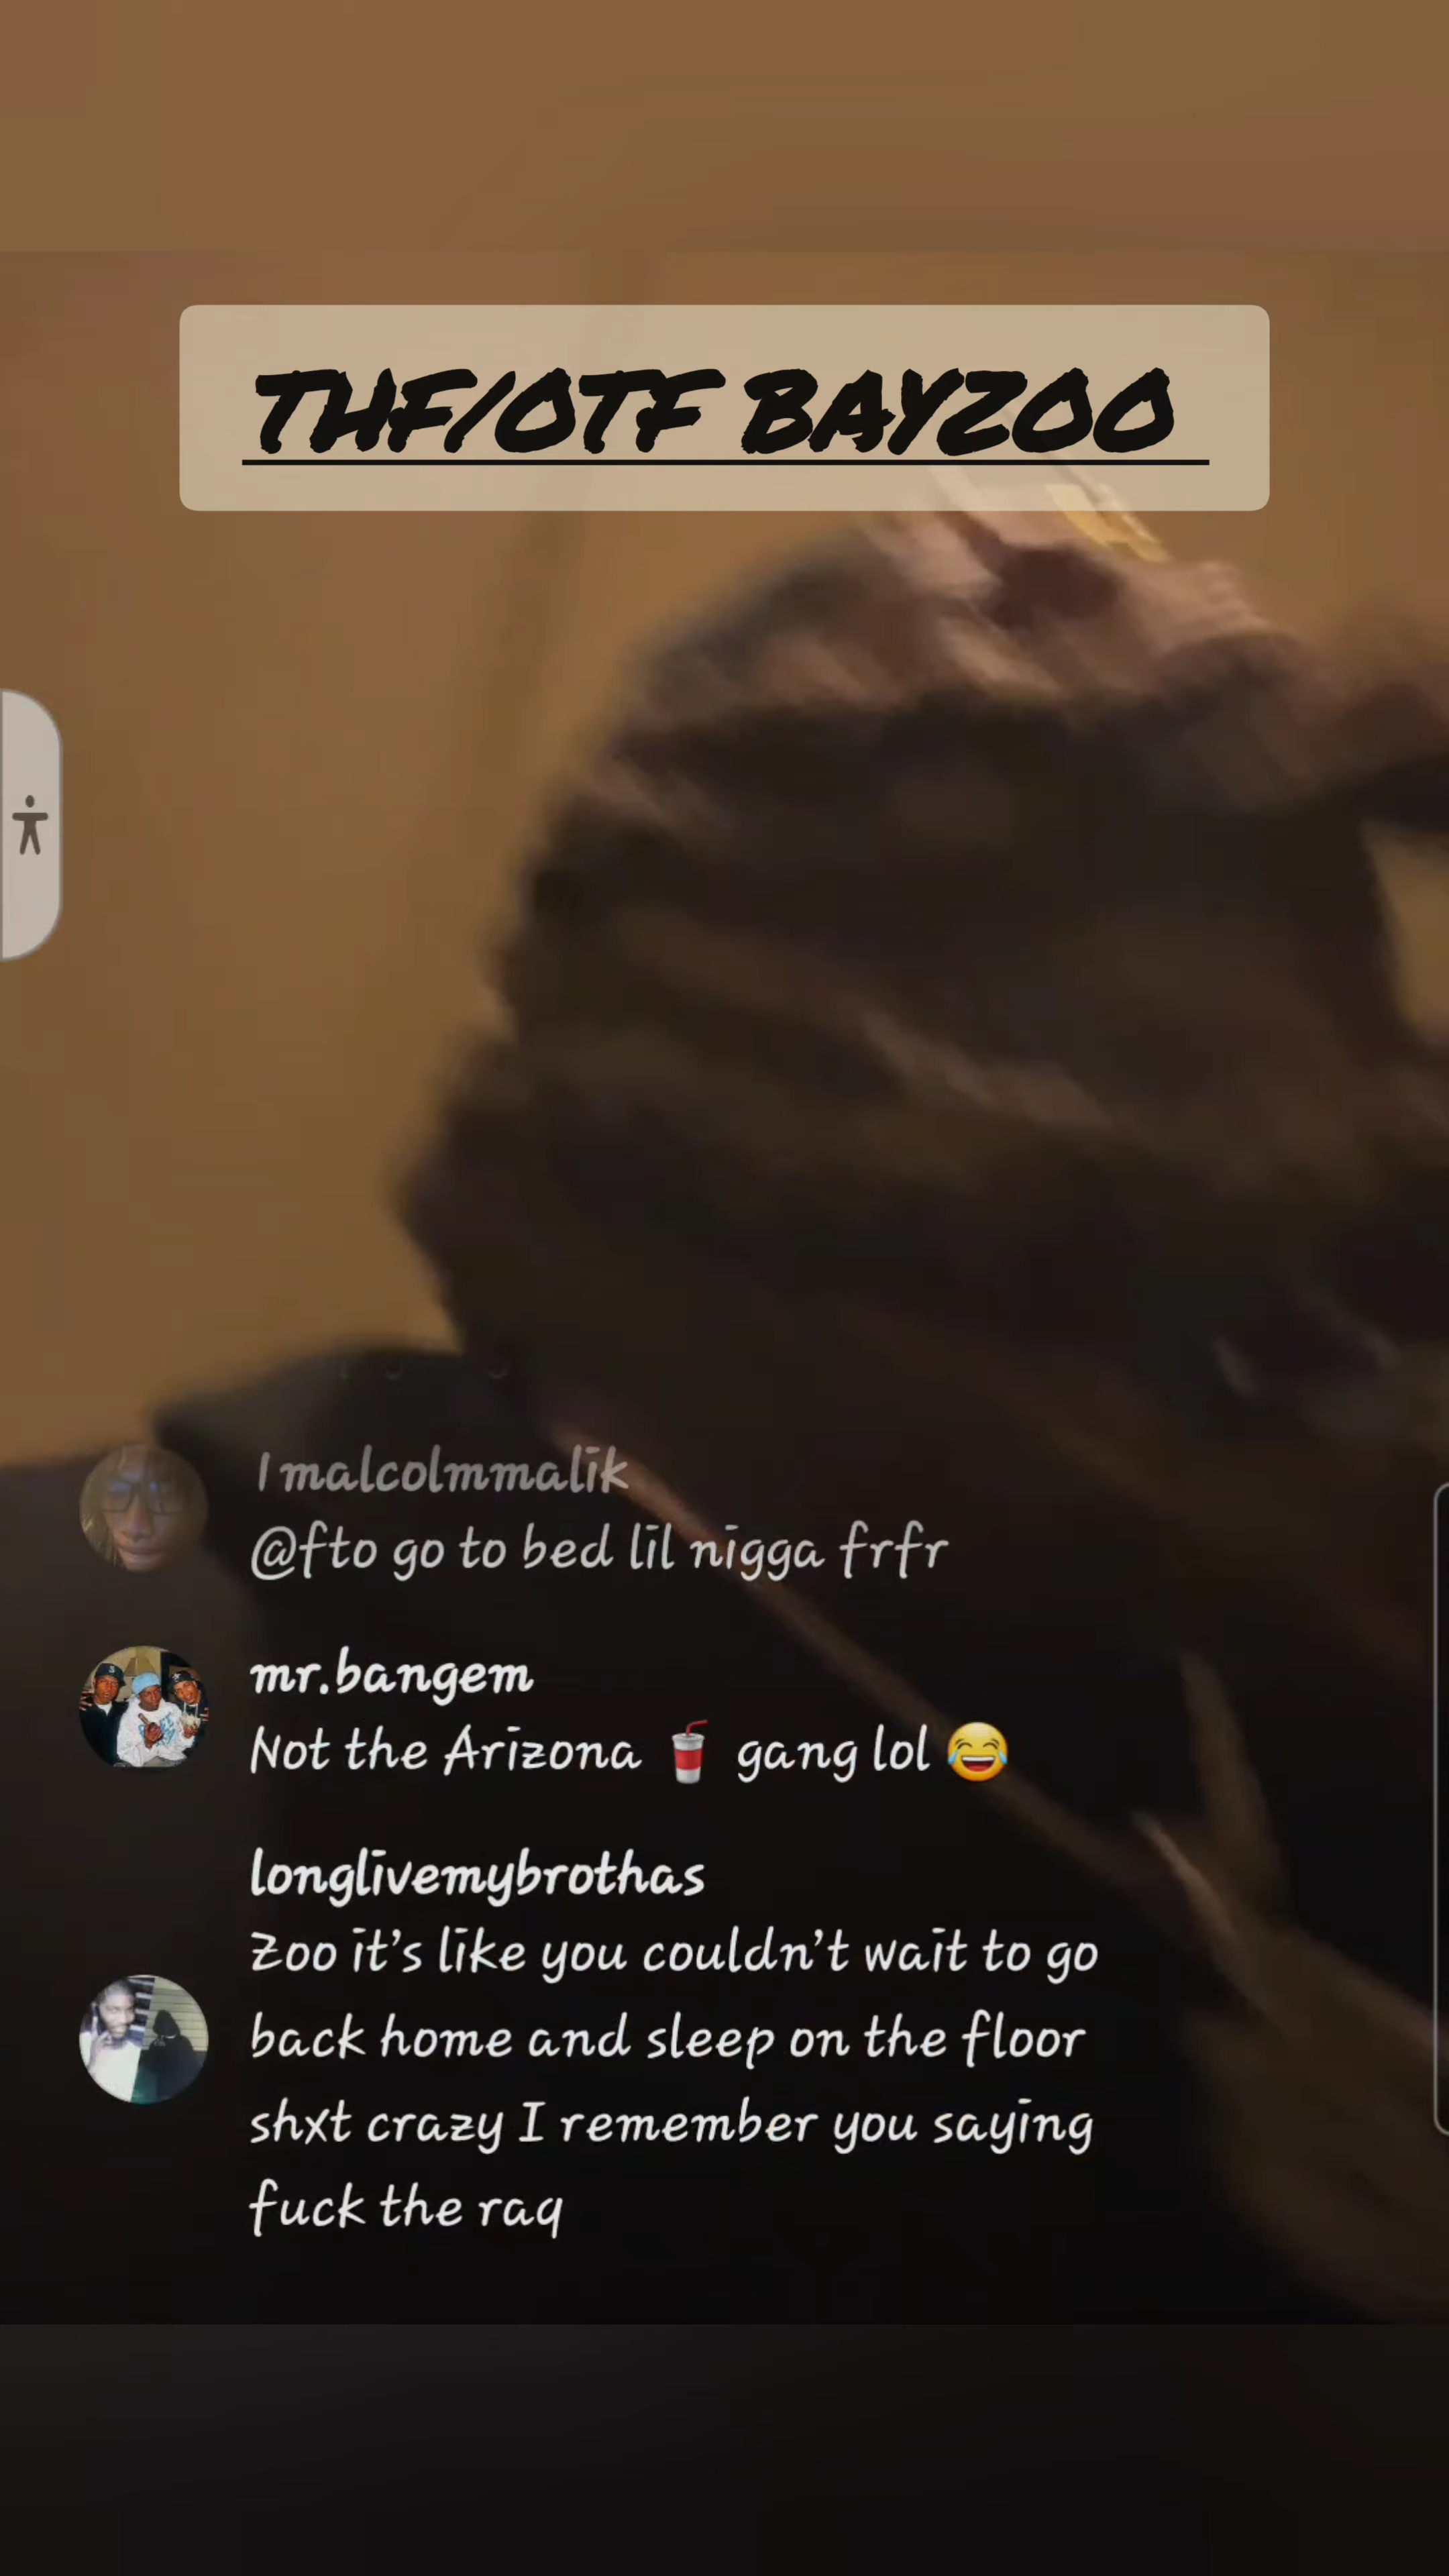 THF/OTF BAYZOO
1malcolmmalik
@fto go to bed lil nigga frfr
mr.bangem
Not the Arizona 🥤 gang lol 😂
longlivemybrothas
Zoo it’s like you couldn’t wait to go
back home and sleep on the floor
shxt crazy I remember you saying
fuck the raq